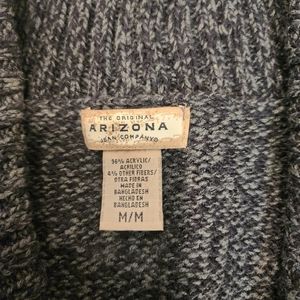 THE ORIGINAL
ARIZONA
JEAN COMPANY®
96% ACRYLIC/
ACRILICO
4% OTHER FIBERS/
OTRA FIBRAS
MADE IN
BANGLADESH
HECHO EN
BANGLADESH
M/M